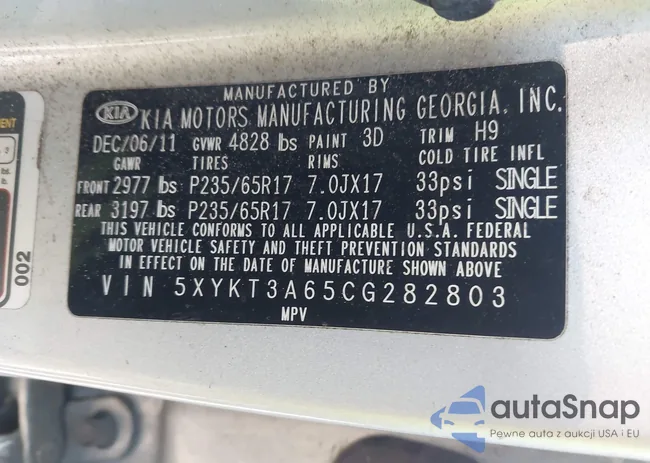 MANUFACTURED BY
KIA KIA MOTORS MANUFACTURING GEORGIA, INC.
DEC/06/11 GVWR 4828 lbs PAINT 3D TRIM H9
GAWR TIRES RIMS COLD TIRE INFL
FRONT 2977 lbs P235/65R17 7.0JX17 33psi SINGLE
REAR 3197 lbs P235/65R17 7.0JX17 33psi SINGLE
THIS VEHICLE CONFORMS TO ALL APPLICABLE U.S.A. FEDERAL
MOTOR VEHICLE SAFETY AND THEFT PREVENTION STANDARDS
IN EFFECT ON THE DATE OF MANUFACTURE SHOWN ABOVE
VIN 5XYKT3A65CG282803
MPV
002
autaSnap
Pewne auta z aukcji USA i EU